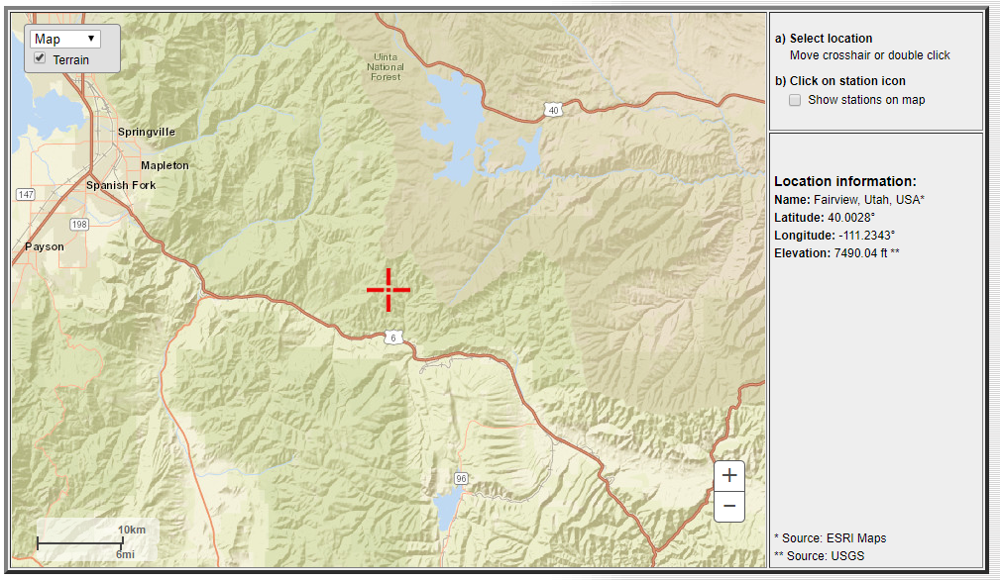 Map
Terrain
Uinta
National
Forest
40
Springville
Mapleton
Spanish Fork
147
198
Payson
6
96
10km
6mi
+
−
a) Select location
Move crosshair or double click
b) Click on station icon
Show stations on map
Location information:
Name: Fairview, Utah, USA*
Latitude: 40.0028°
Longitude: -111.2343°
Elevation: 7490.04 ft **
* Source: ESRI Maps
** Source: USGS